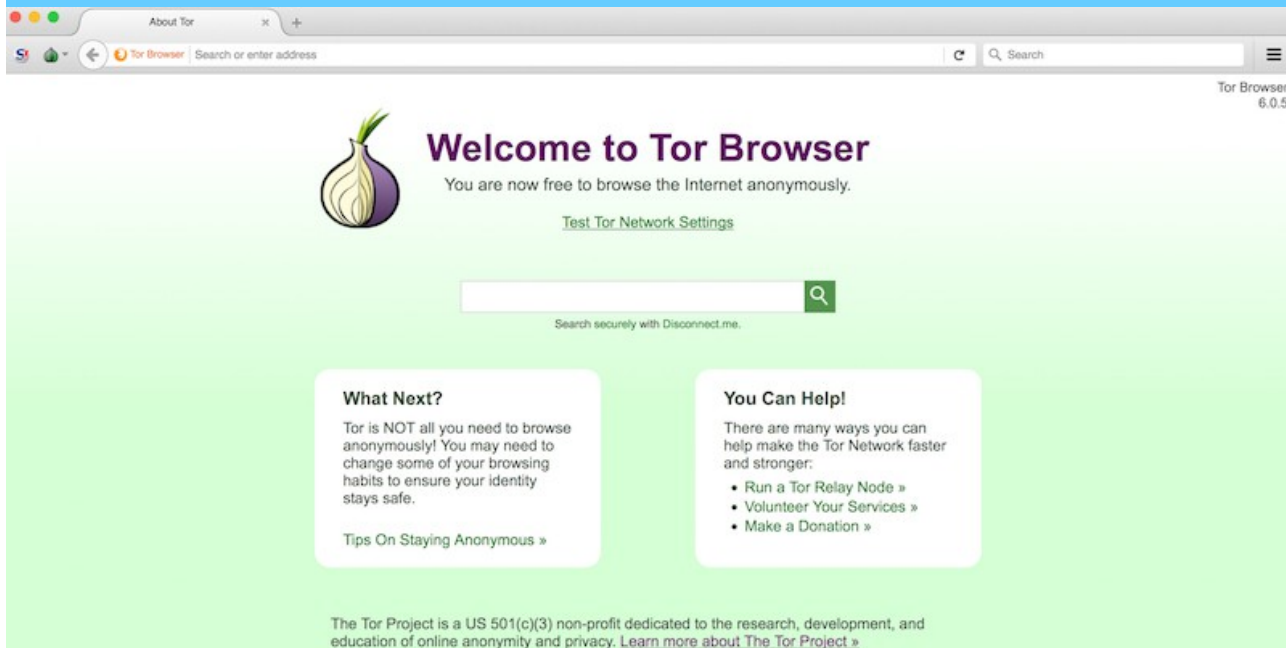 About Tor
Tor Browser Search or enter address
Search
Tor Browser
6.0.5
Welcome to Tor Browser
You are now free to browse the Internet anonymously.
Test Tor Network Settings
Search securely with Disconnect.me.
What Next?
Tor is NOT all you need to browse
anonymously! You may need to
change some of your browsing
habits to ensure your identity
stays safe.
Tips On Staying Anonymous »
You Can Help!
There are many ways you can
help make the Tor Network faster
and stronger:
• Run a Tor Relay Node »
• Volunteer Your Services »
• Make a Donation »
The Tor Project is a US 501(c)(3) non-profit dedicated to the research, development, and
education of online anonymity and privacy. Learn more about The Tor Project »